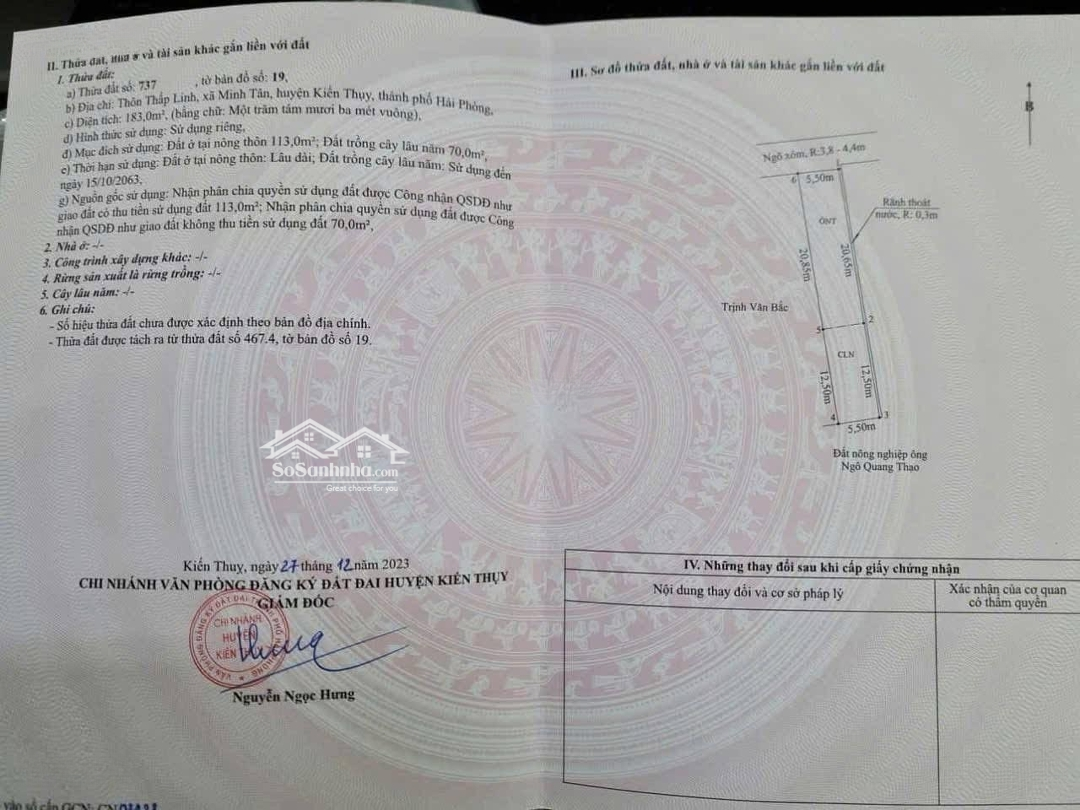 II. Thửa đất, nhà ở và tài sản khác gắn liền với đất
1. Thửa đất:
a) Thửa đất số: 737 , tờ bản đồ số: 19,
b) Địa chỉ: Thôn Thấp Linh, xã Minh Tân, huyện Kiến Thụy, thành phố Hải Phòng,
c) Diện tích: 183,0m², (bằng chữ: Một trăm tám mươi ba mét vuông),
d) Hình thức sử dụng: Sử dụng riêng,
đ) Mục đích sử dụng: Đất ở tại nông thôn 113,0m²; Đất trồng cây lâu năm 70,0m²,
e) Thời hạn sử dụng: Đất ở tại nông thôn: Lâu dài; Đất trồng cây lâu năm: Sử dụng đến
ngày 15/10/2063,
g) Nguồn gốc sử dụng: Nhận phân chia quyền sử dụng đất được Công nhận QSDĐ như
giao đất có thu tiền sử dụng đất 113,0m²; Nhận phân chia quyền sử dụng đất được Công
nhận QSDĐ như giao đất không thu tiền sử dụng đất 70,0m²,
2. Nhà ở: -/-
3. Công trình xây dựng khác: -/-
4. Rừng sản xuất là rừng trồng: -/-
5. Cây lâu năm: -/-
6. Ghi chú:
- Số hiệu thửa đất chưa được xác định theo bản đồ địa chính.
- Thửa đất được tách ra từ thửa đất số 467.4, tờ bản đồ số 19.
SoSanhnha.com
Great choice for you
Kiến Thuỵ, ngày 27 tháng 12 năm 2023
CHI NHÁNH VĂN PHÒNG ĐĂNG KÝ ĐẤT ĐAI HUYỆN KIẾN THỤY
GIÁM ĐỐC
CHI NHÁNH
HUYỆN
KIẾN
Nguyễn Ngọc Hưng
III. Sơ đồ thửa đất, nhà ở và tài sản khác gắn liền với đất
B
Ngõ xóm, R:3,8 - 4,4m
6 5,50m 1
Rãnh thoát
nước, R: 0,3m
ONT
20,85m
20,65m
Trịnh Văn Bắc
5 2
CLN
12,50m
12,50m
4 5,50m 3
Đất nông nghiệp ông
Ngô Quang Thạo
IV. Những thay đổi sau khi cấp giấy chứng nhận
Nội dung thay đổi và cơ sở pháp lý
Xác nhận của cơ quan
có thẩm quyền